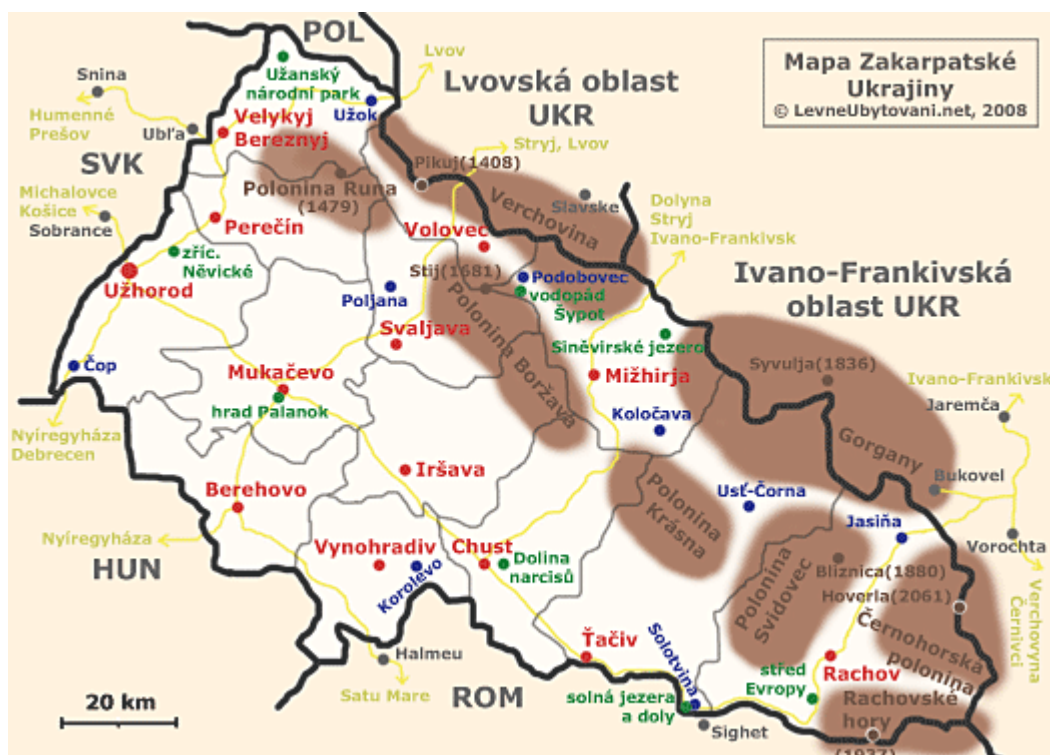 POL
Lvov
Mapa Zakarpatské
Ukrajiny
© LevneUbytovani.net, 2008
Užanský
národní park
Lvovská oblast
UKR
Snina
Humenné
Prešov
Ubľa
Velykyj
Bereznyj
Užok
Stryj, Lvov
SVK
Pikuj(1408)
Polonina Runa
(1479)
Verchovina
Slavske
Dolyna
Stryj
Ivano-Frankivsk
Michalovce
Košice
Sobrance
Perečín
Volovec
zříc.
Něvické
Užhorod
Stij(1681)
Podobovec
vodopád
Šypot
Ivano-Frankivská
oblast UKR
Poljana
Polonina Boržava
Svaljava
Siněvirské jezero
Čop
Mukačevo
hrad Palanok
Mižhirja
Syvulja(1836)
Ivano-Frankivsk
Jaremča
Koločava
Gorgany
Nyíregyháza
Debrecen
Iršava
Bukovel
Berehovo
Polonina
Krásna
Usť-Čorna
Jasiňa
Nyíregyháza
HUN
Vynohradiv
Korolevo
Chust
Dolina
narcisů
Vorochta
Polonina
Svidovec
Bliznica(1880)
Hoverla(2061)
Verchovyna
Černivci
Černohorská
polonina
Ťačiv
Solotvina
Halmeu
Satu Mare
ROM
solná jezera
a doly
střed
Evropy
Rachov
Rachovské
hory
(1937)
Sighet
20 km